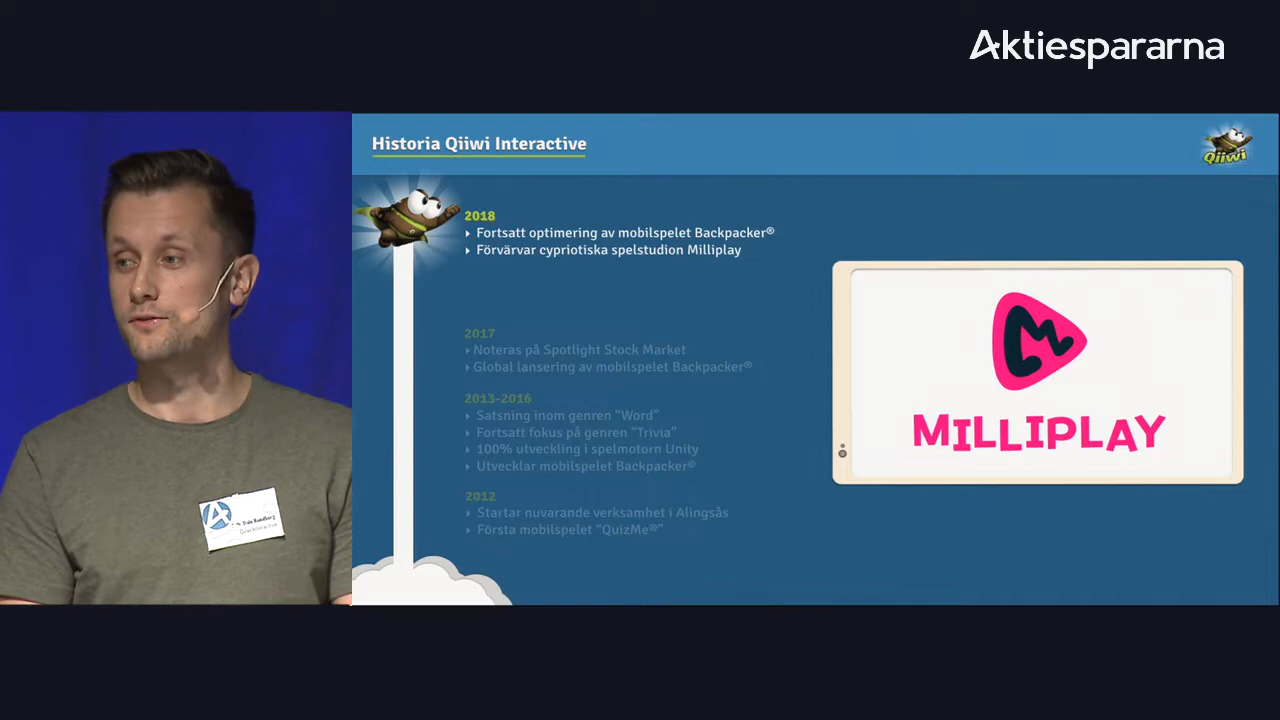 Aktiespararna
Historia Qiiwi Interactive
Qiiwi
2018
Fortsatt optimering av mobilspelet Backpacker®
Förvärvar cypriotiska spelstudion Milliplay
2017
Noteras på Spotlight Stock Market
Global lansering av mobilspelet Backpacker®
2013-2016
Satsning inom genren "Word"
Fortsatt fokus på genren "Trivia"
100% utveckling i spelmotorn Unity
Utvecklar mobilspelet Backpacker®
2012
Startar nuvarande verksamhet i Alingsås
Första mobilspelet "QuizMe®"
MILLIPLAY